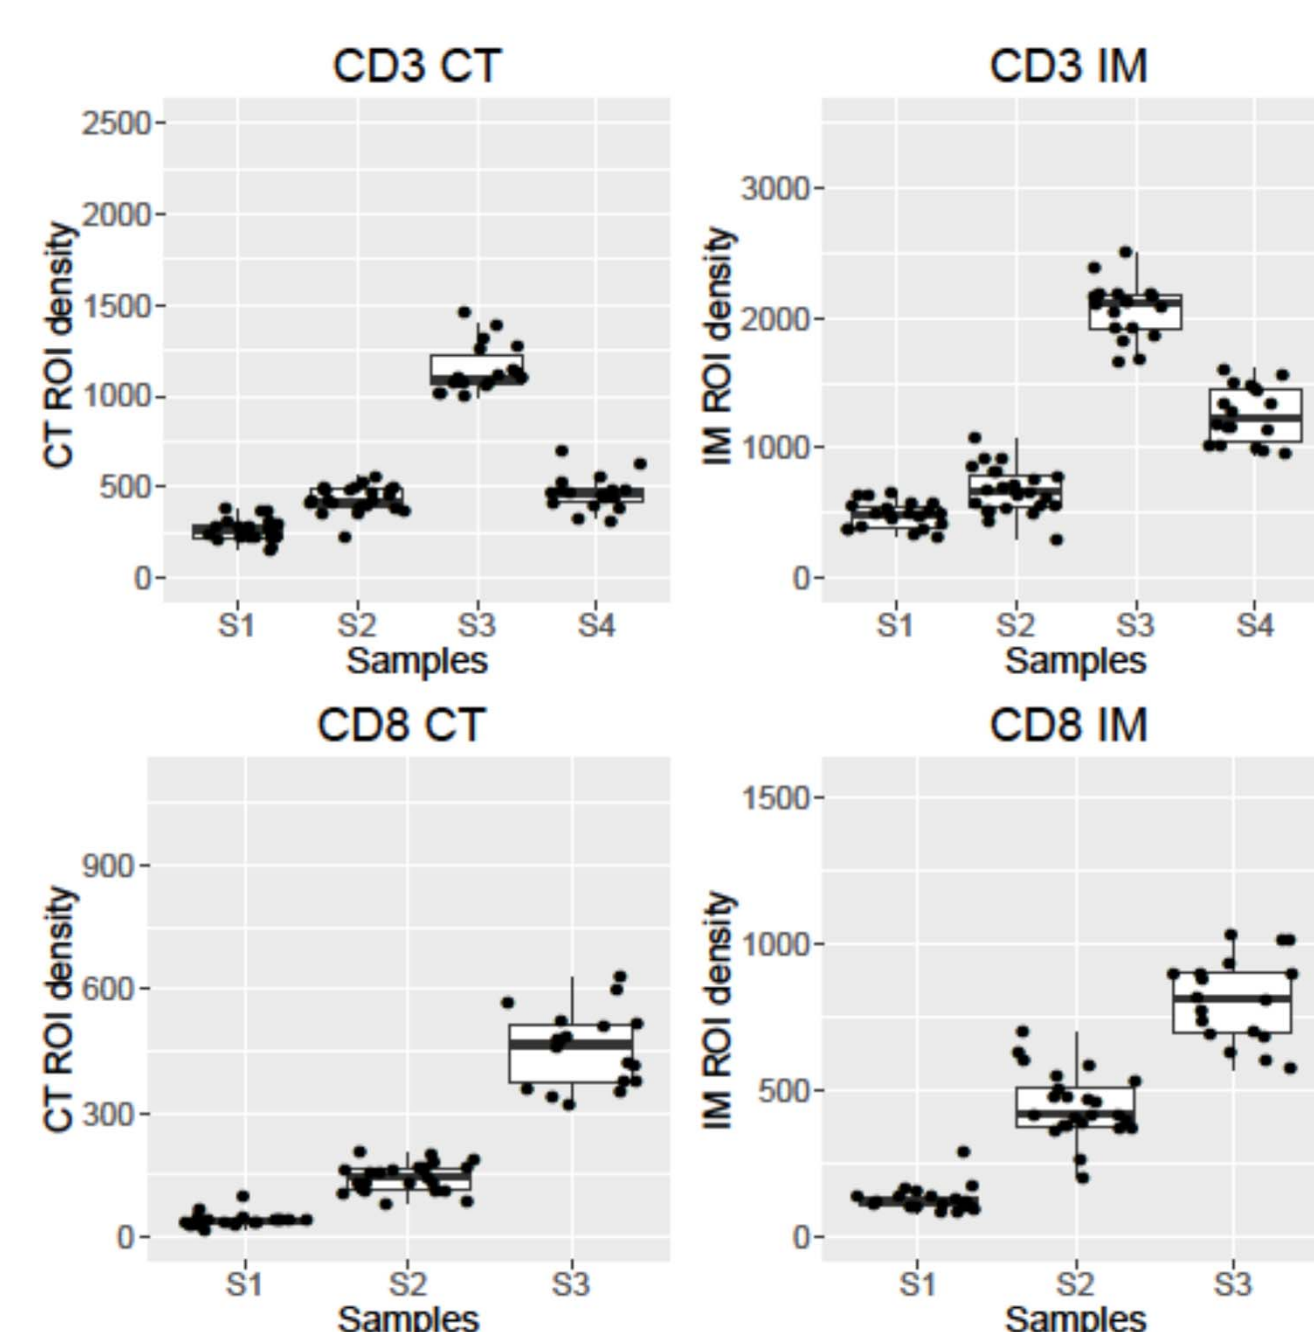 CD3 CT
CD3 IM
2500
2000
1500
1000
500
0
CT ROI density
S1 S2 S3 S4
Samples
3000
2000
1000
0
IM ROI density
S1 S2 S3 S4
Samples
CD8 CT
CD8 IM
900
600
300
0
CT ROI density
S1 S2 S3
Samples
1500
1000
500
0
IM ROI density
S1 S2 S3
Samples